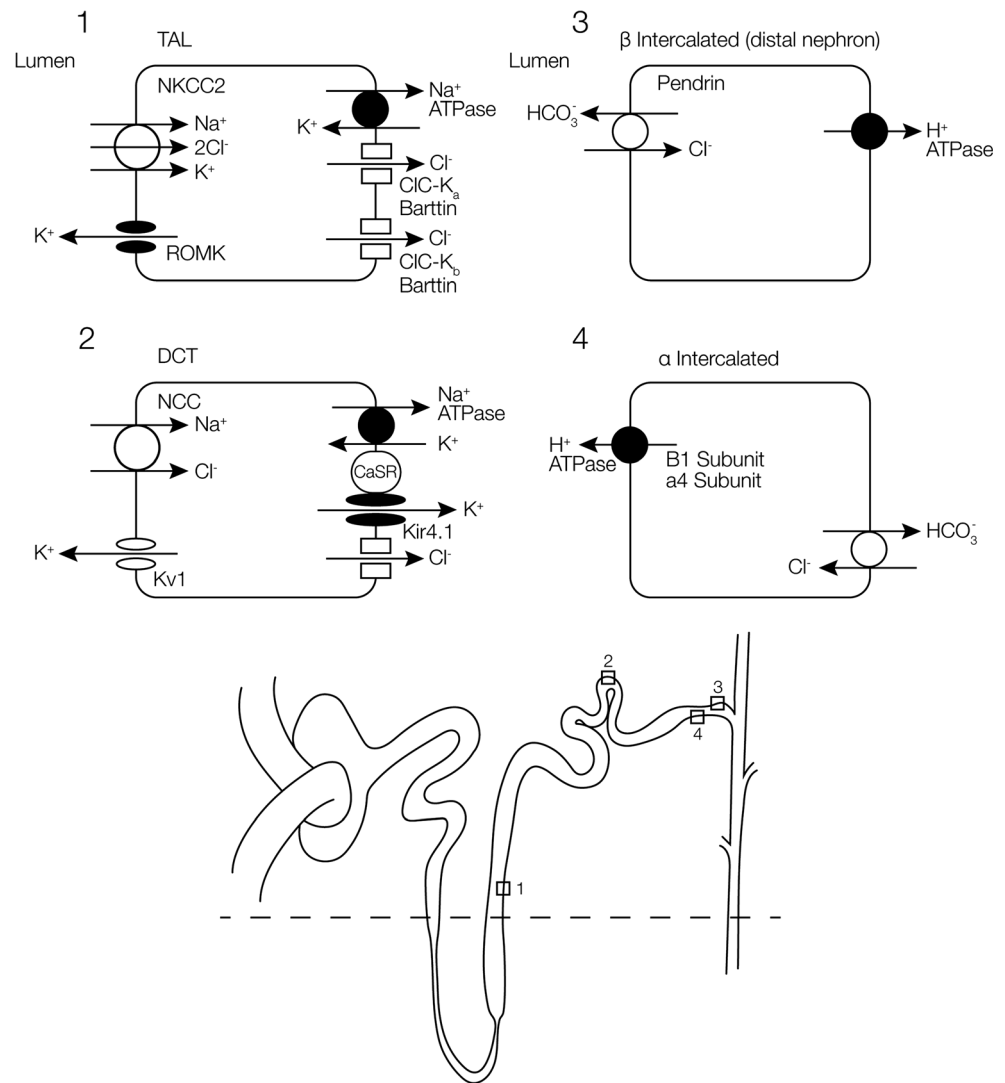 1
TAL
Lumen
NKCC2
Na⁺
2Cl⁻
K⁺
K⁺
ROMK
Na⁺
ATPase
K⁺
Cl⁻
ClC-Kₐ
Barttin
Cl⁻
ClC-K_b
Barttin
3
β Intercalated (distal nephron)
Lumen
Pendrin
HCO₃⁻
Cl⁻
H⁺
ATPase
2
DCT
NCC
Na⁺
Cl⁻
K⁺
Kv1
Na⁺
ATPase
K⁺
CaSR
K⁺
Kir4.1
Cl⁻
4
α Intercalated
H⁺
ATPase
B1 Subunit
a4 Subunit
HCO₃⁻
Cl⁻
2
3
4
1